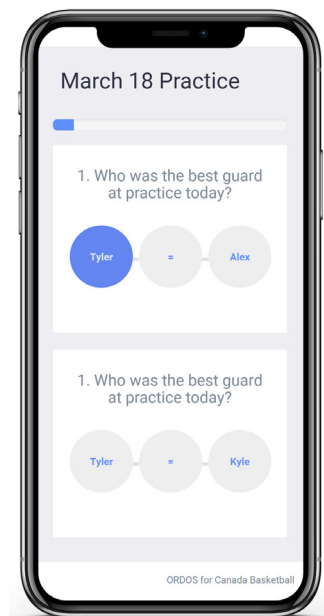 March 18 Practice
1. Who was the best guard
at practice today?
Tyler = Alex
1. Who was the best guard
at practice today?
Tyler = Kyle
ORDOS for Canada Basketball